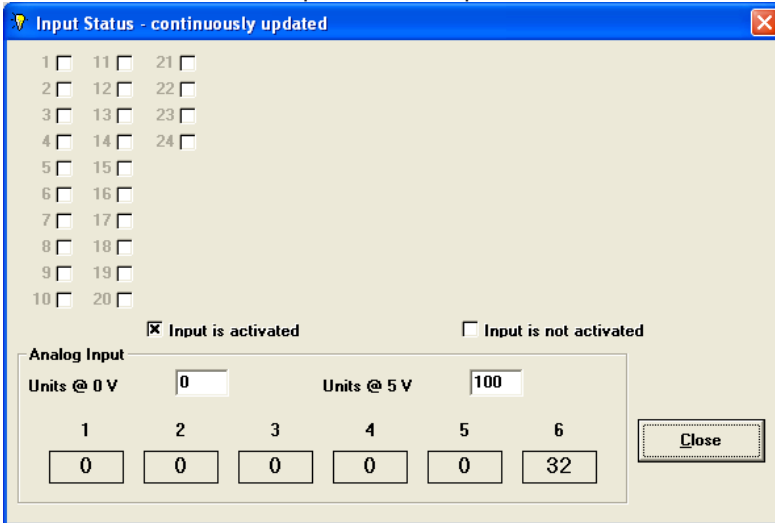 Input Status - continuously updated
1 11 21
2 12 22
3 13 23
4 14 24
5 15
6 16
7 17
8 18
9 19
10 20
Input is activated Input is not activated
Analog Input
Units @ 0 V 0 Units @ 5 V 100
1 2 3 4 5 6
0 0 0 0 0 32
Close